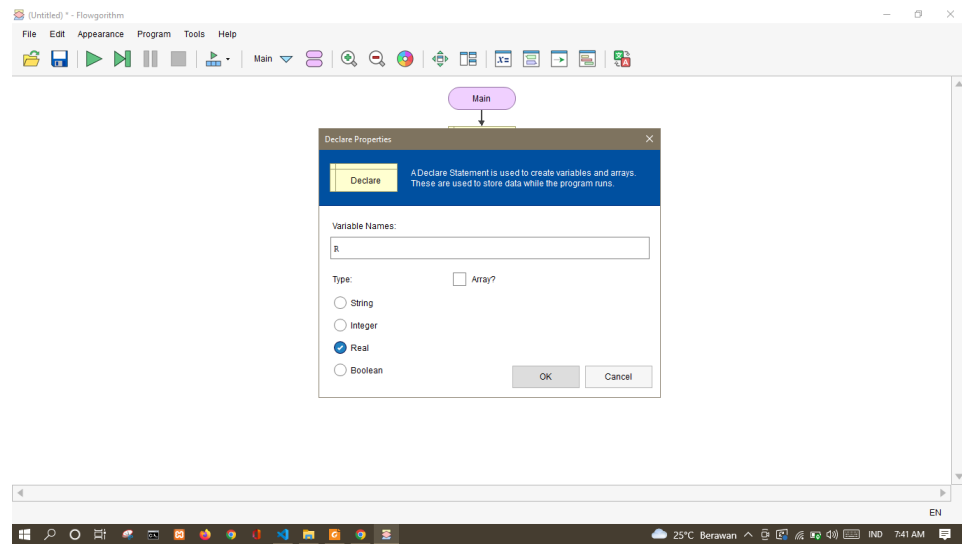 (Untitled) * - Flowgorithm
File Edit Appearance Program Tools Help
Main
X=
Main
Declare Properties
Declare
A Declare Statement is used to create variables and arrays.
These are used to store data while the program runs.
Variable Names:
R
Type:
Array?
String
Integer
Real
Boolean
OK
Cancel
EN
25°C Berawan
IND
7:41 AM